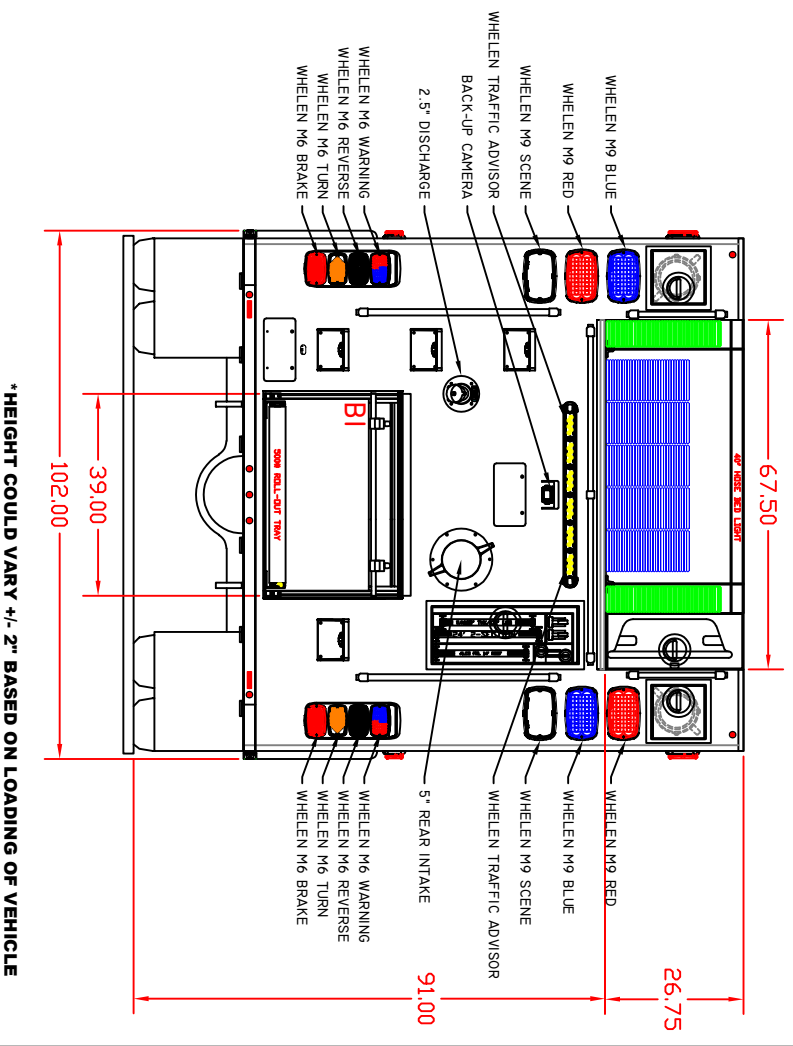 67.50
26.75
40" HOSE BED LIGHT
WHELEN M9 BLUE
WHELEN M9 RED
WHELEN M9 SCENE
WHELEN TRAFFIC ADVISOR
BACK-UP CAMERA
2.5" DISCHARGE
WHELEN M6 WARNING
WHELEN M6 REVERSE
WHELEN M6 TURN
WHELEN M6 BRAKE
WHELEN M9 RED
WHELEN M9 BLUE
WHELEN M9 SCENE
WHELEN TRAFFIC ADVISOR
5" REAR INTAKE
WHELEN M6 WARNING
WHELEN M6 REVERSE
WHELEN M6 TURN
WHELEN M6 BRAKE
91.00
B1
500# ROLL-OUT TRAY
39.00
102.00
*HEIGHT COULD VARY +/- 2" BASED ON LOADING OF VEHICLE